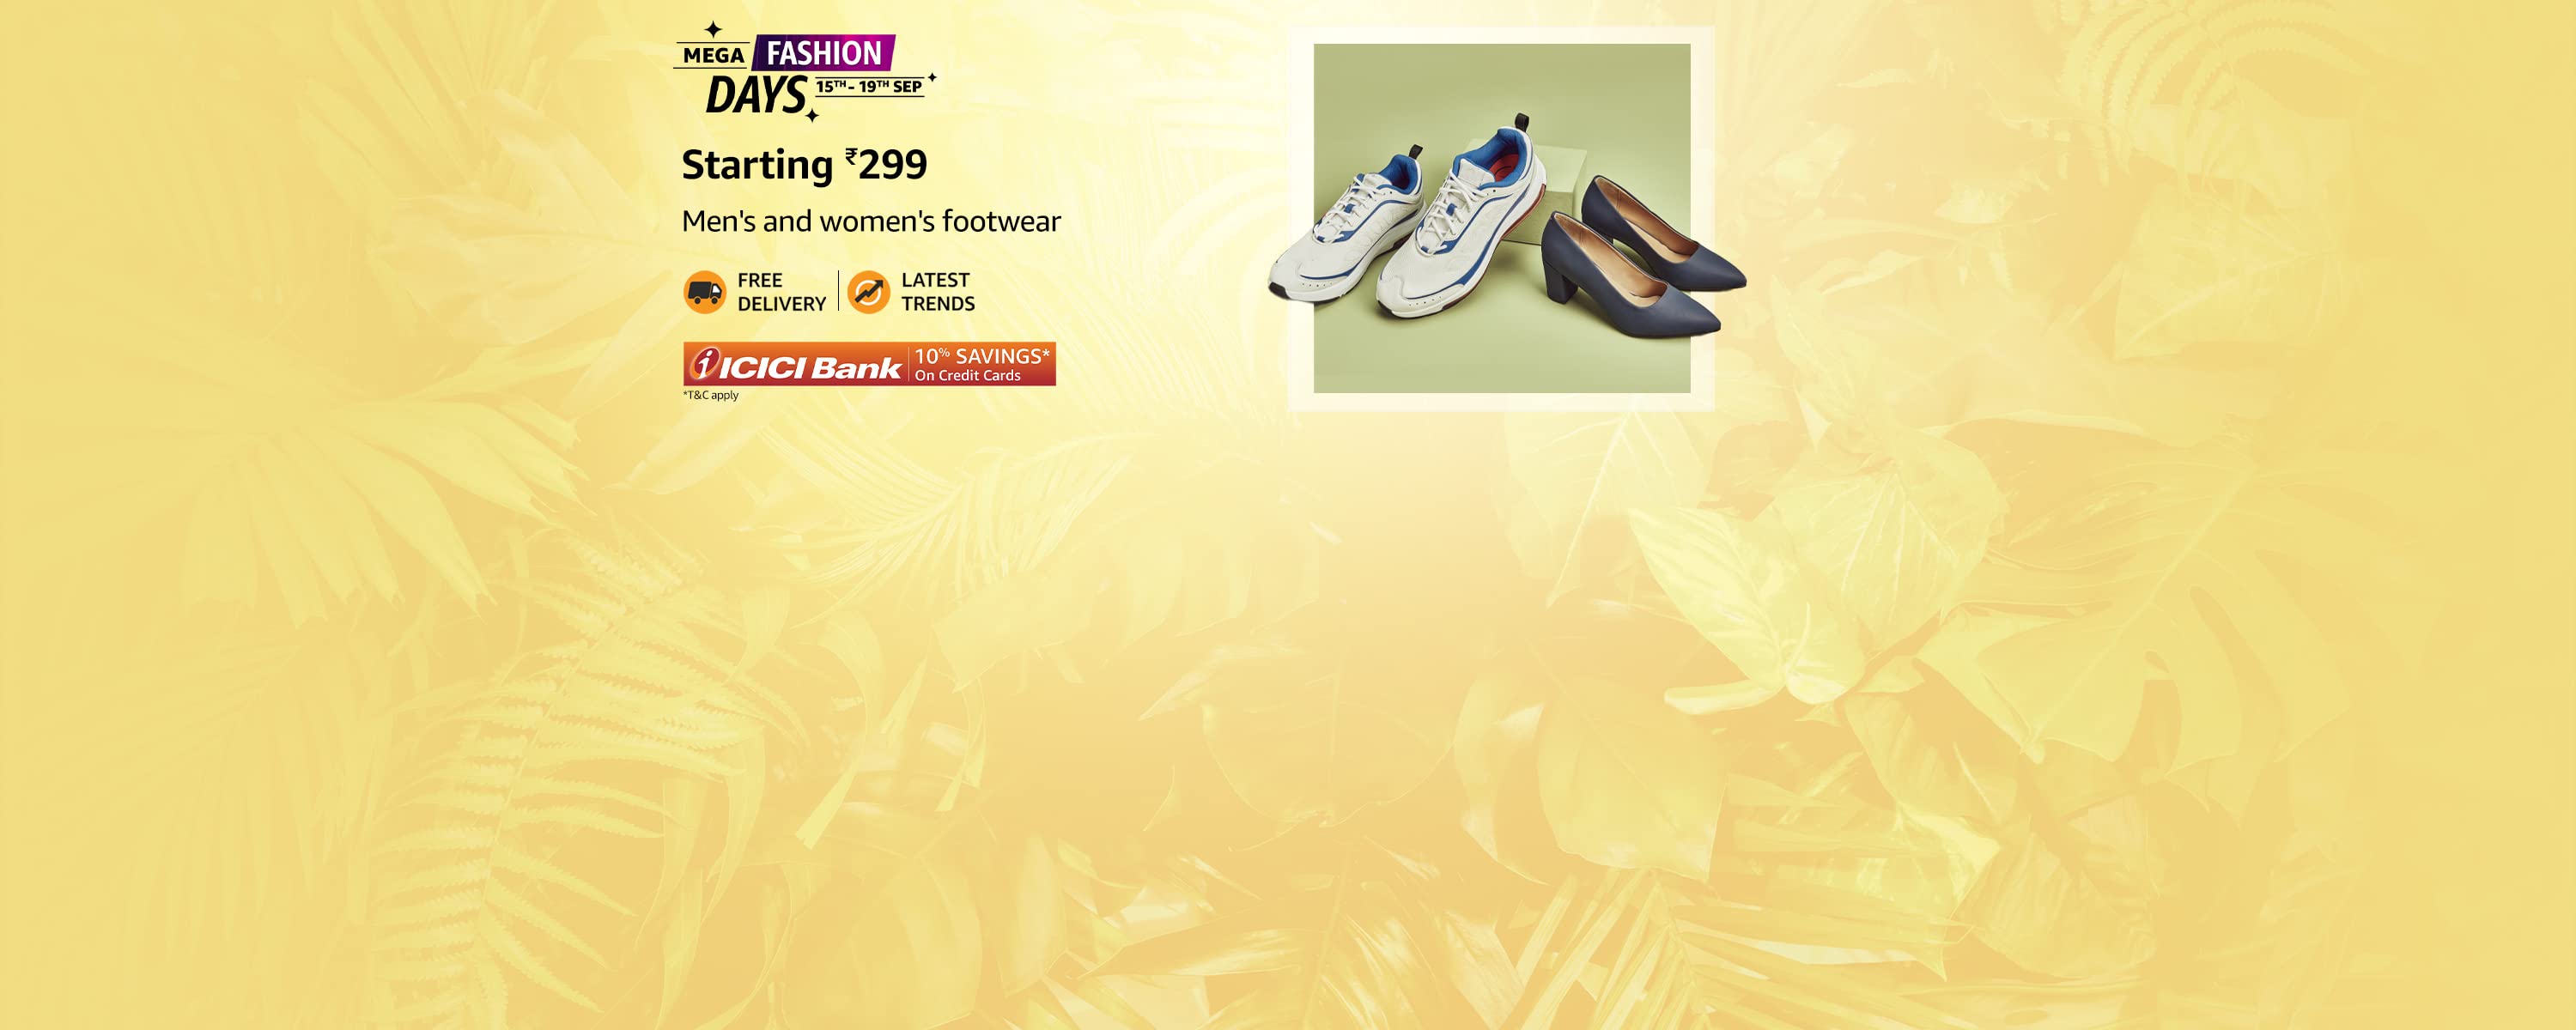 MEGA FASHION
DAYS 15TH - 19TH SEP
Starting ₹299
Men's and women's footwear
FREE
DELIVERY
LATEST
TRENDS
ICICI Bank
10% SAVINGS*
On Credit Cards
*T&C apply